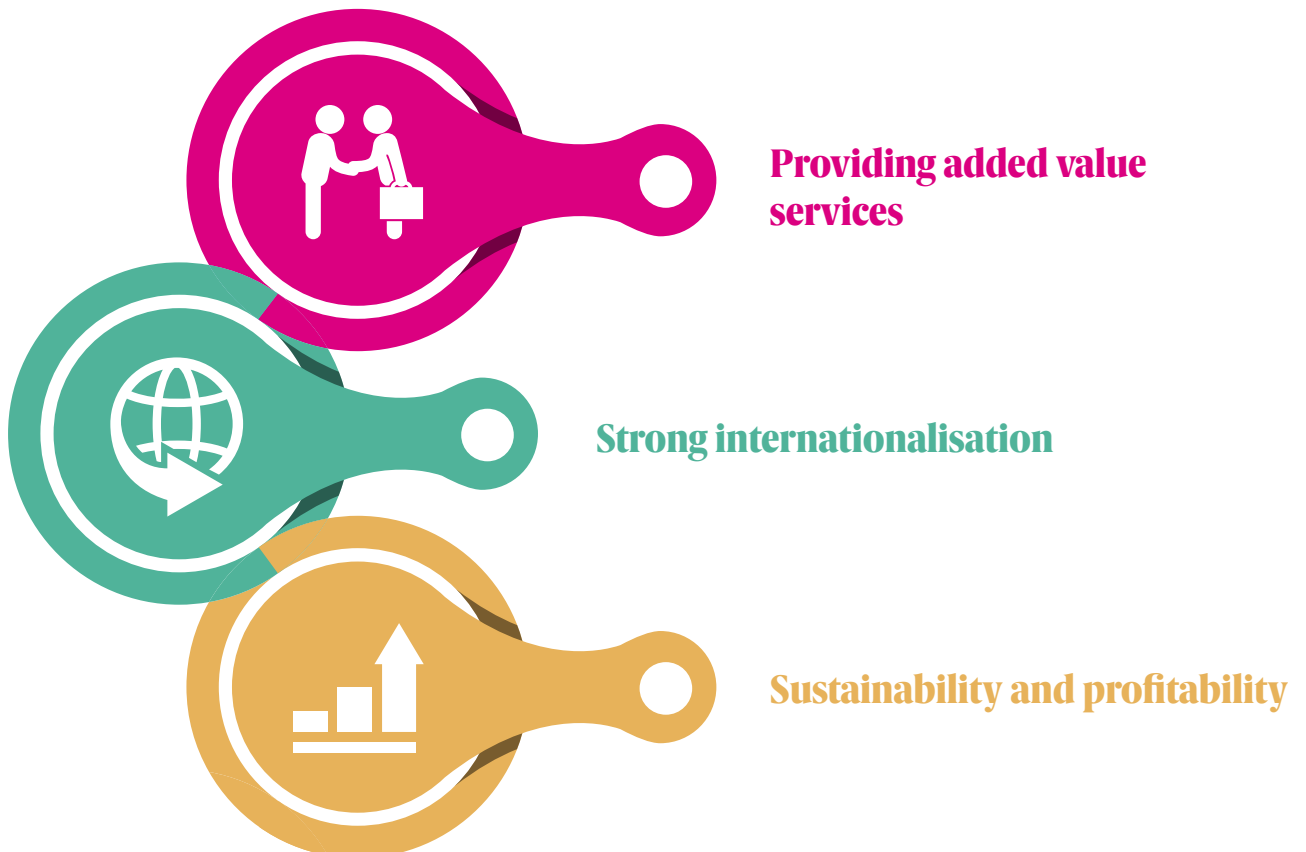 Providing added value
services
Strong internationalisation
Sustainability and profitability